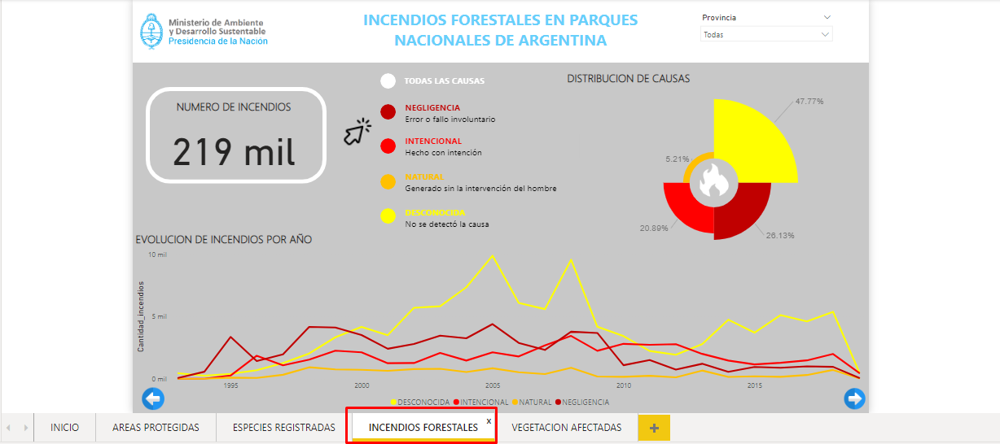 Ministerio de Ambiente
y Desarrollo Sustentable
Presidencia de la Nación
INCENDIOS FORESTALES EN PARQUES
NACIONALES DE ARGENTINA
Provincia
Todas
NUMERO DE INCENDIOS
219 mil
TODAS LAS CAUSAS
NEGLIGENCIA
Error o fallo involuntario
INTENCIONAL
Hecho con intención
NATURAL
Generado sin la intervención del hombre
DESCONOCIDA
No se detectó la causa
DISTRIBUCION DE CAUSAS
47.77%
5.21%
20.89%
26.13%
EVOLUCION DE INCENDIOS POR AÑO
Cantidad_incendios
10 mil
5 mil
0 mil
1995
2000
2005
2010
2015
DESCONOCIDA INTENCIONAL NATURAL NEGLIGENCIA
INICIO
AREAS PROTEGIDAS
ESPECIES REGISTRADAS
INCENDIOS FORESTALES
x
VEGETACION AFECTADAS
+